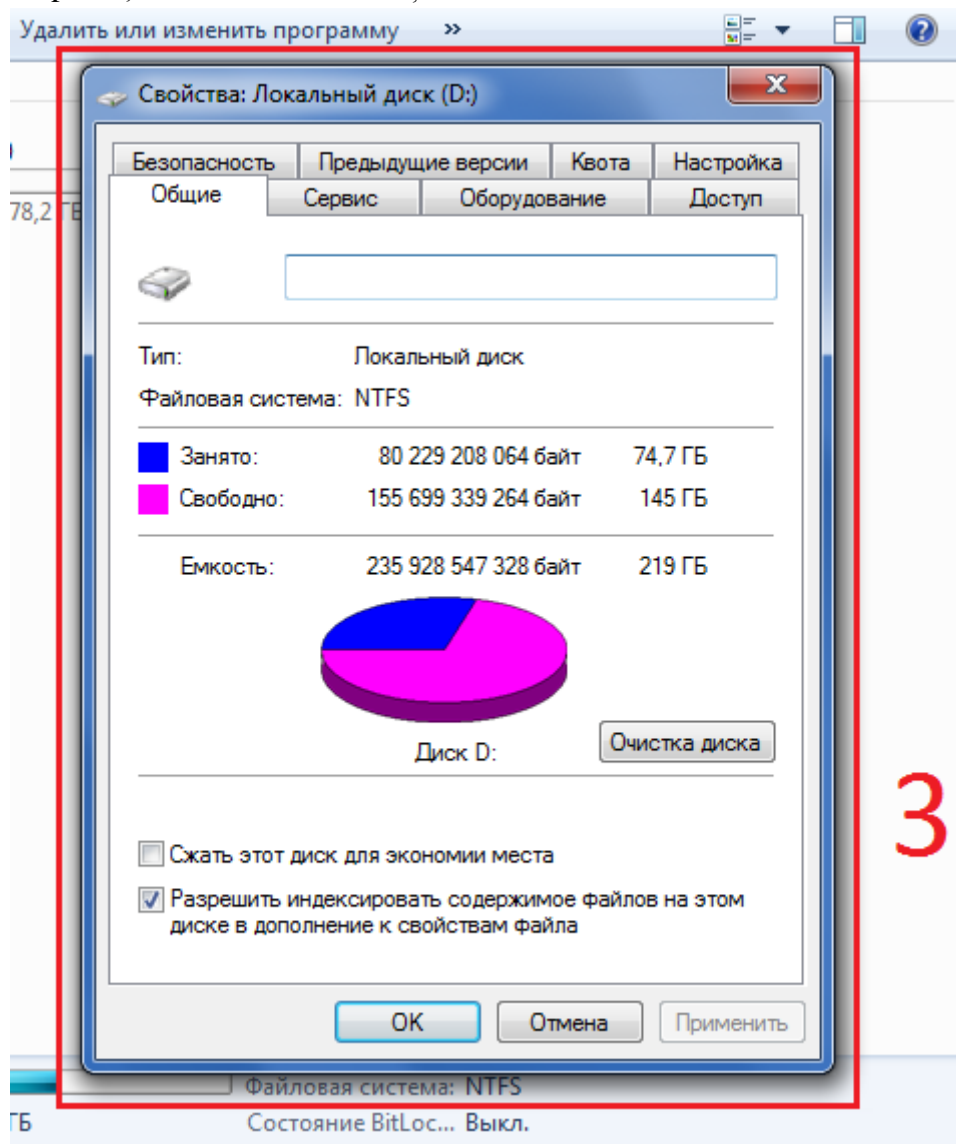 Удалить или изменить программу »
Свойства: Локальный диск (D:)
Безопасность Предыдущие версии Квота Настройка
Общие Сервис Оборудование Доступ
78,2 ГБ
Тип: Локальный диск
Файловая система: NTFS
Занято: 80 229 208 064 байт 74,7 ГБ
Свободно: 155 699 339 264 байт 145 ГБ
Емкость: 235 928 547 328 байт 219 ГБ
Диск D:
Очистка диска
3
Сжать этот диск для экономии места
Разрешить индексировать содержимое файлов на этом
диске в дополнение к свойствам файла
OK Отмена Применить
Файловая система: NTFS
ГБ Состояние BitLoc... Выкл.